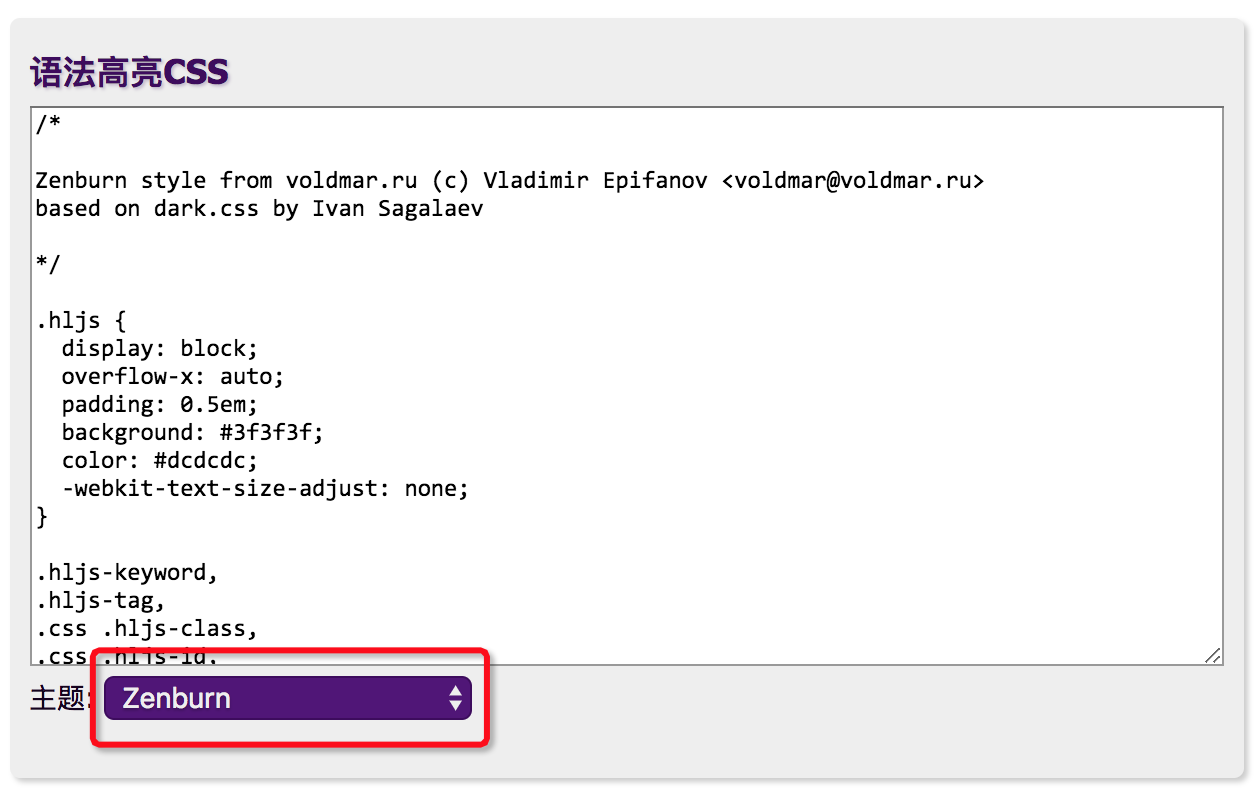 语法高亮CSS
/*
Zenburn style from voldmar.ru (c) Vladimir Epifanov <voldmar@voldmar.ru>
based on dark.css by Ivan Sagalaev
*/
.hljs {
display: block;
overflow-x: auto;
padding: 0.5em;
background: #3f3f3f;
color: #dcdcdc;
-webkit-text-size-adjust: none;
}
.hljs-keyword,
.hljs-tag,
.css .hljs-class,
.css .hljs-id,
主题: Zenburn